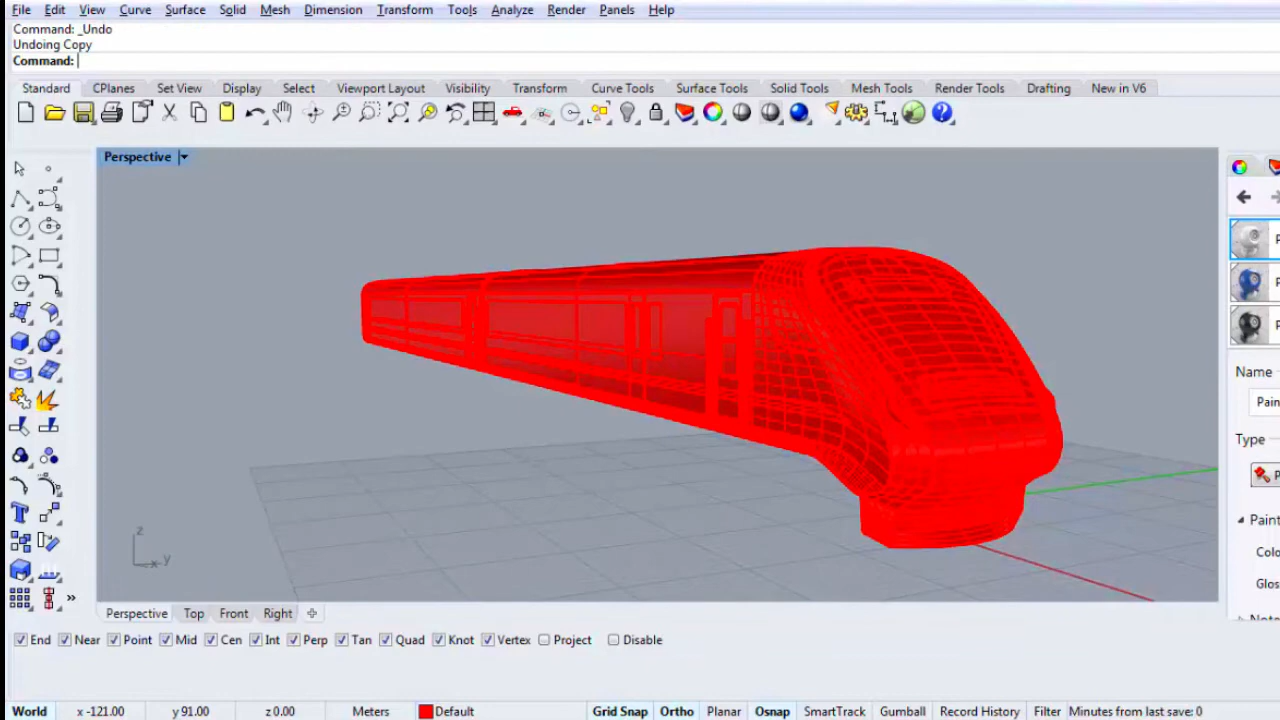 File Edit View Curve Surface Solid Mesh Dimension Transform Tools Analyze Render Panels Help
Command: _Undo
Undoing Copy
Command:
Standard CPlanes Set View Display Select Viewport Layout Visibility Transform Curve Tools Surface Tools Solid Tools Mesh Tools Render Tools Drafting New in V6
Perspective
z
x y
Name
Pain
Type
P
Paint
Colo
Glos
Perspective Top Front Right
End Near Point Mid Cen Int Perp Tan Quad Knot Vertex Project Disable
World x -121.00 y 91.00 z 0.00 Meters Default Grid Snap Ortho Planar Osnap SmartTrack Gumball Record History Filter Minutes from last save: 0